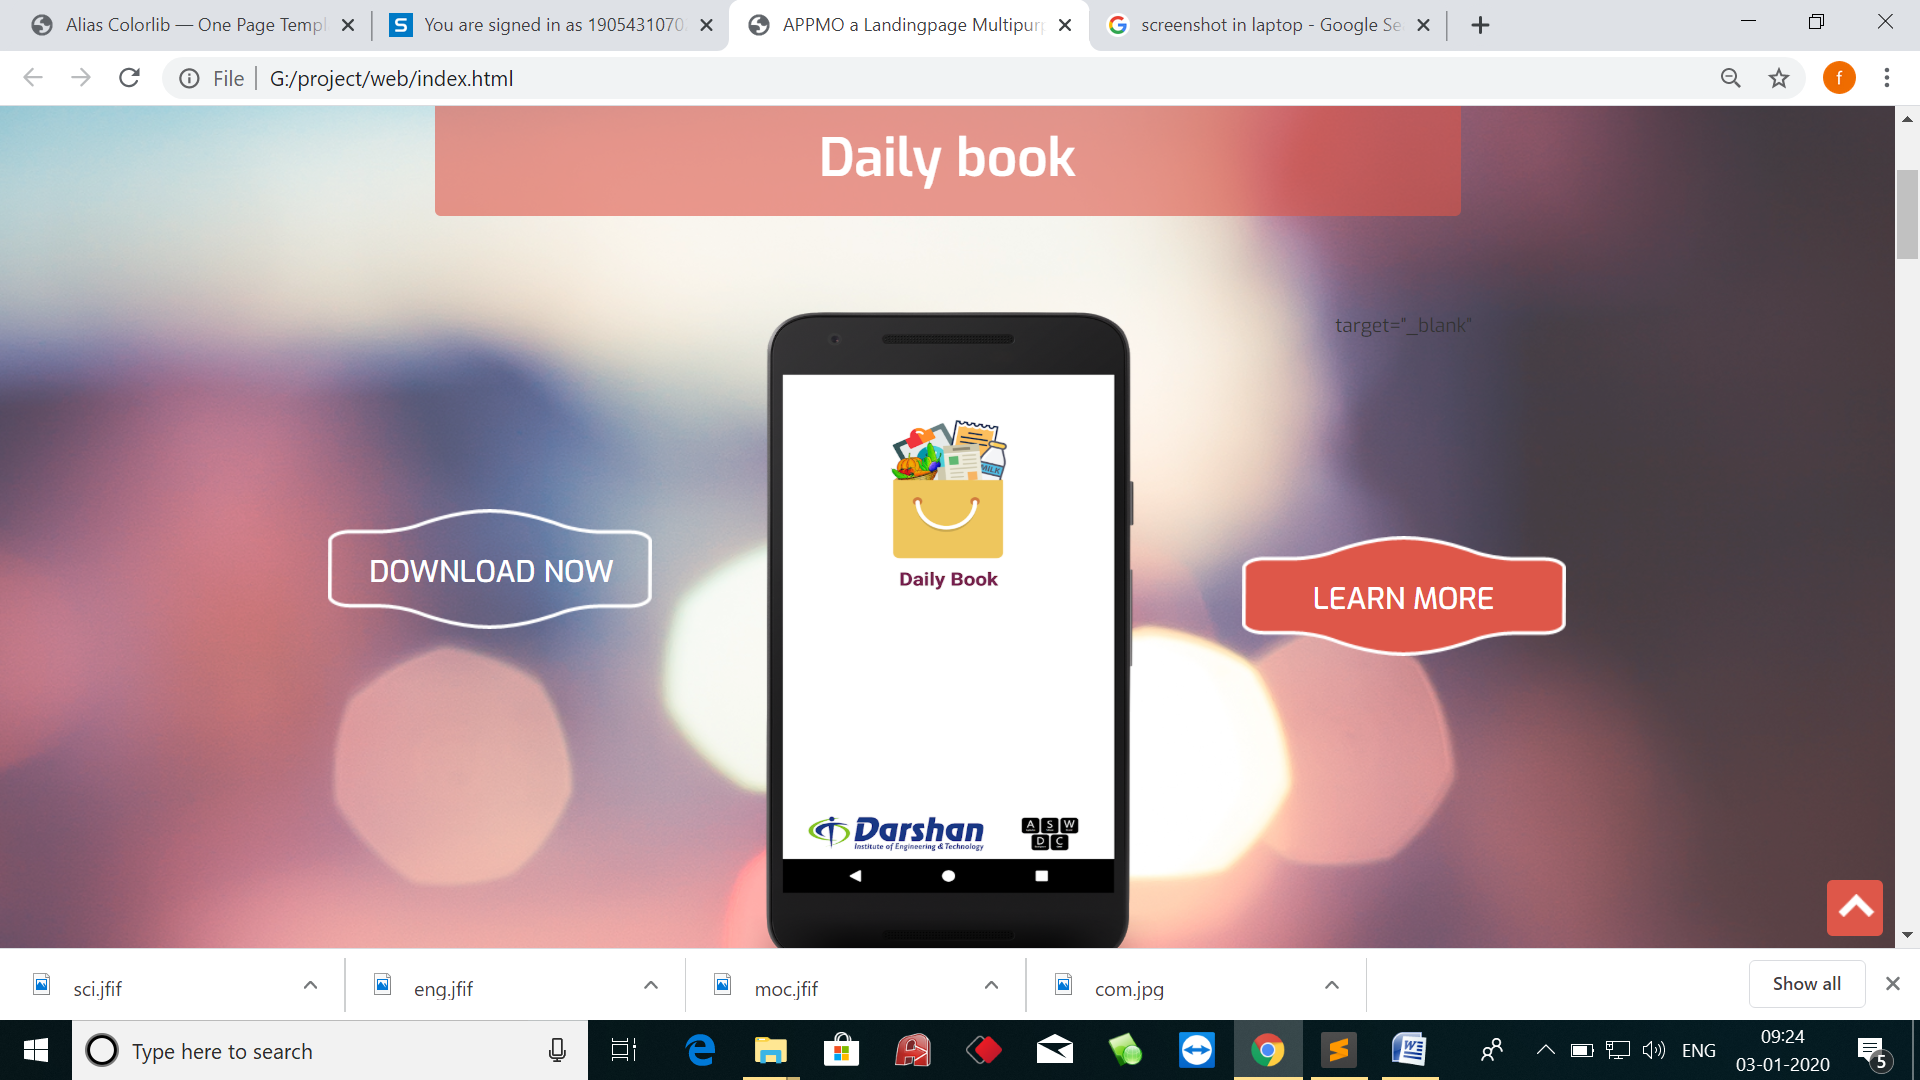 Alias Colorlib — One Page Templ
You are signed in as 1905431070
APPMO a Landingpage Multipur
screenshot in laptop - Google Se
File
G:/project/web/index.html
f
Daily book
target="_blank"
MILK
Daily Book
DOWNLOAD NOW
LEARN MORE
Darshan
Institute of Engineering & Technology
A S W
D C
sci.jfif
eng.jfif
moc.jfif
com.jpg
Show all
Type here to search
ENG
09:24
03-01-2020
5